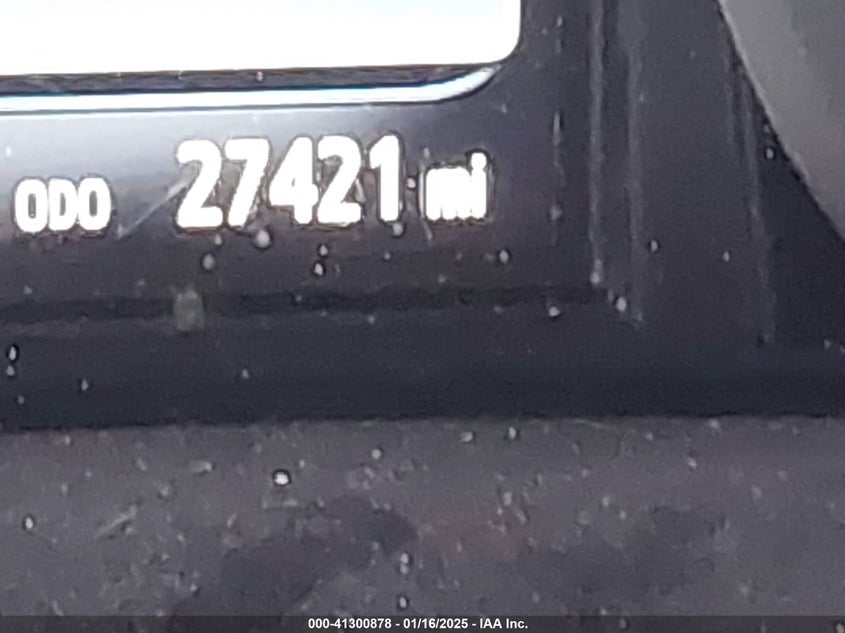 ODO 27421 mi
000-41300878 - 01/16/2025 - IAA Inc.